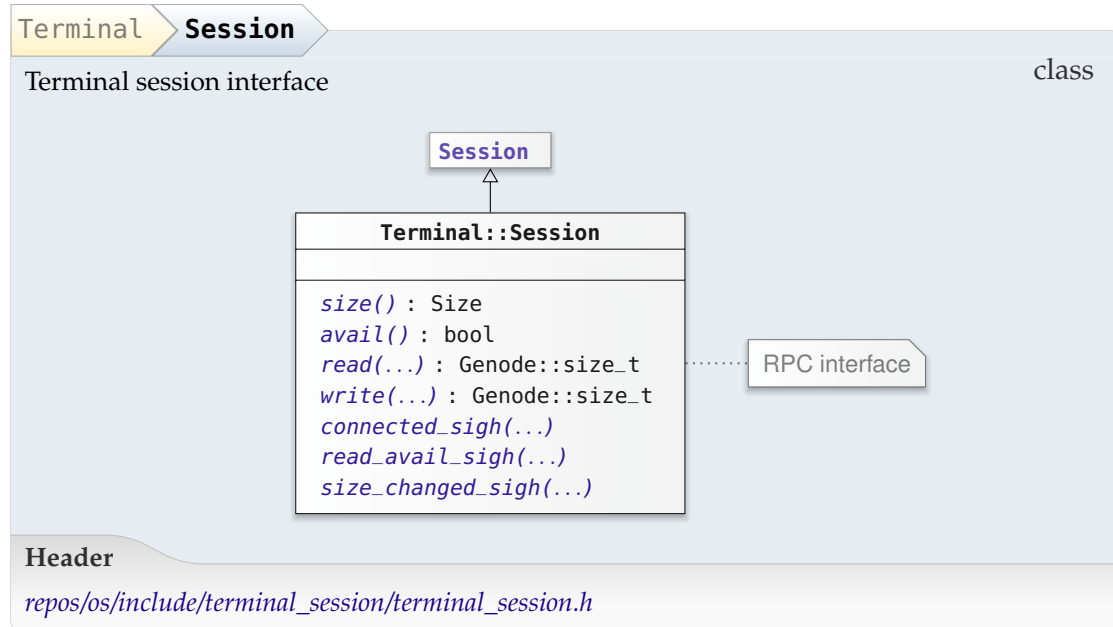 Terminal Session
class
Terminal session interface
Session
Terminal::Session
size() : Size
avail() : bool
read(...) : Genode::size_t
write(...) : Genode::size_t
connected_sigh(...)
read_avail_sigh(...)
size_changed_sigh(...)
RPC interface
Header
repos/os/include/terminal_session/terminal_session.h